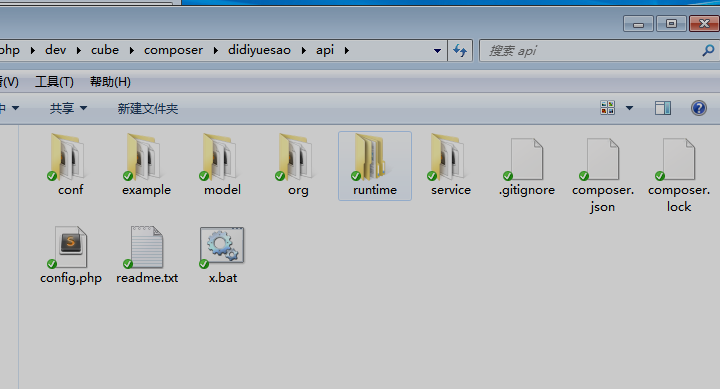 php ▸ dev ▸ cube ▸ composer ▸ didiyuesao ▸ api ▸
搜索 api
(V) 工具(T) 帮助(H)
中 共享 新建文件夹
conf example model org runtime service .gitignore composer.json composer.lock
config.php readme.txt x.bat